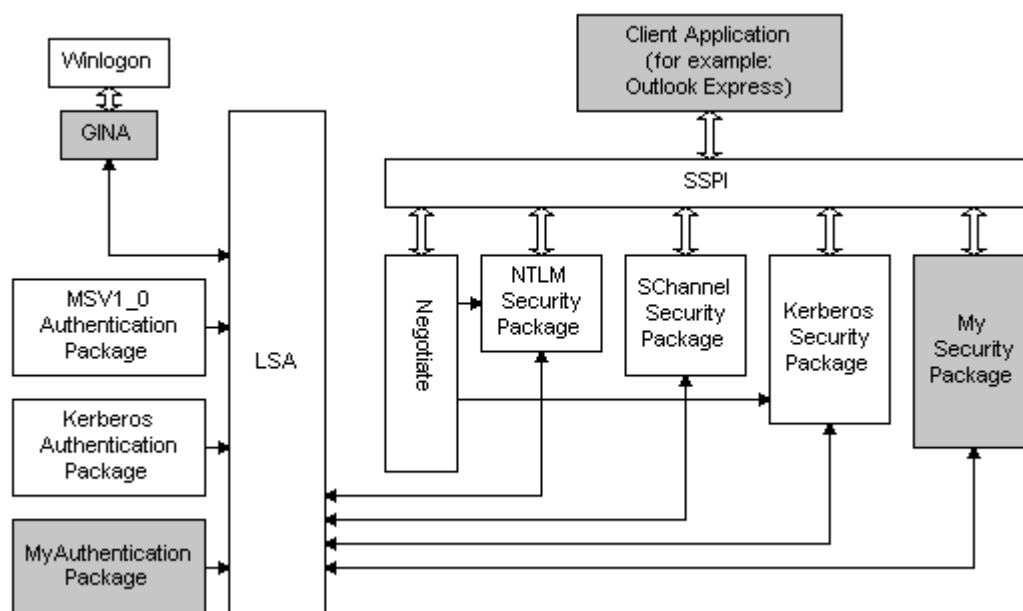 Winlogon
GINA
MSV1_0
Authentication
Package
Kerberos
Authentication
Package
MyAuthentication
Package
LSA
Client Application
(for example:
Outlook Express)
SSPI
Negotiate
NTLM
Security
Package
SChannel
Security
Package
Kerberos
Security
Package
My
Security
Package